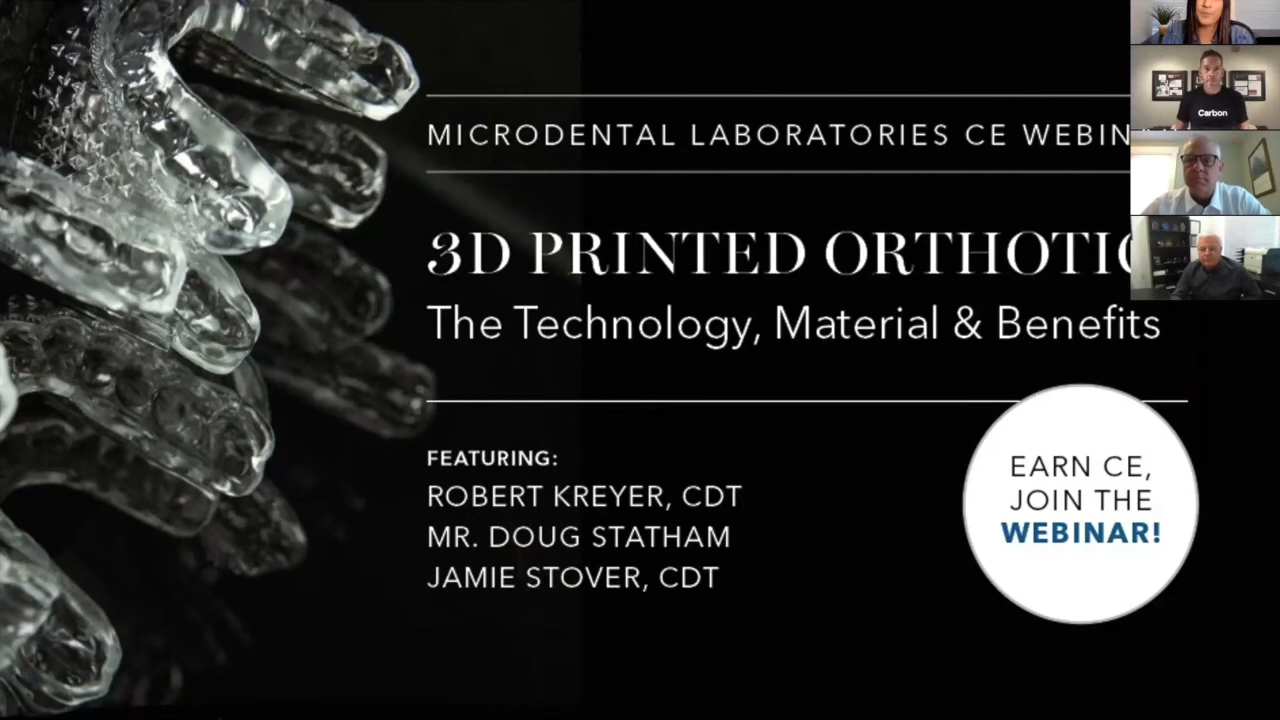 MICRODENTAL LABORATORIES CE WEBIN
3D PRINTED ORTHOTIC
The Technology, Material & Benefits
FEATURING:
ROBERT KREYER, CDT
MR. DOUG STATHAM
JAMIE STOVER, CDT
EARN CE,
JOIN THE
WEBINAR!
Carbon